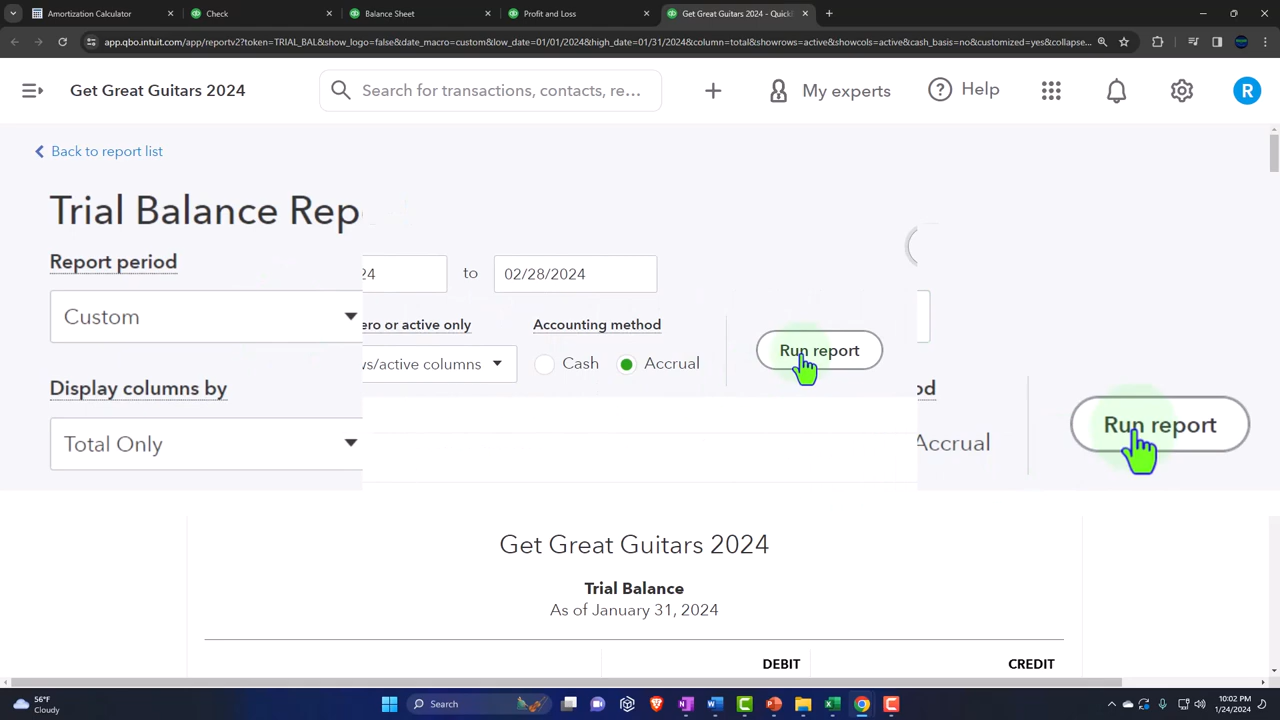 Amortization Calculator
Check
Balance Sheet
Profit and Loss
Get Great Guitars 2024 - Quick
app.qbo.intuit.com/app/reportv2?token=TRIAL_BAL&show_logo=false&date_macro=custom&low_date=01/01/2024&high_date=01/31/2024&column=total&showrows=active&showcols=active&cash_basis=no&customized=yes&collapse...
Get Great Guitars 2024
Search for transactions, contacts, re...
My experts
Help
R
Back to report list
Trial Balance Rep
Report period
24 to 02/28/2024
Custom
ero or active only
Accounting method
ws/active columns
Cash
Accrual
Run report
Display columns by
od
Total Only
Accrual
Run report
Get Great Guitars 2024
Trial Balance
As of January 31, 2024
DEBIT
CREDIT
56°F
Cloudy
Search
10:02 PM
1/24/2024